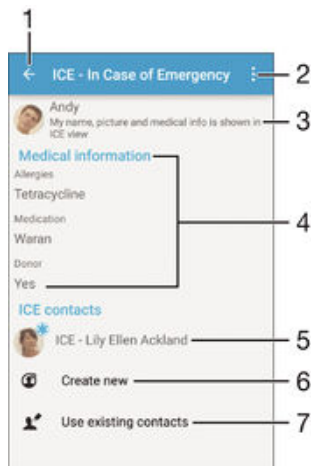 1
ICE - In Case of Emergency
2
Andy
My name, picture and medical info is shown in
ICE view
3
Medical information
Allergies
Tetracycline
Medication
Waran
4
Donor
Yes
ICE contacts
ICE - Lily Ellen Ackland
5
Create new
6
Use existing contacts
7